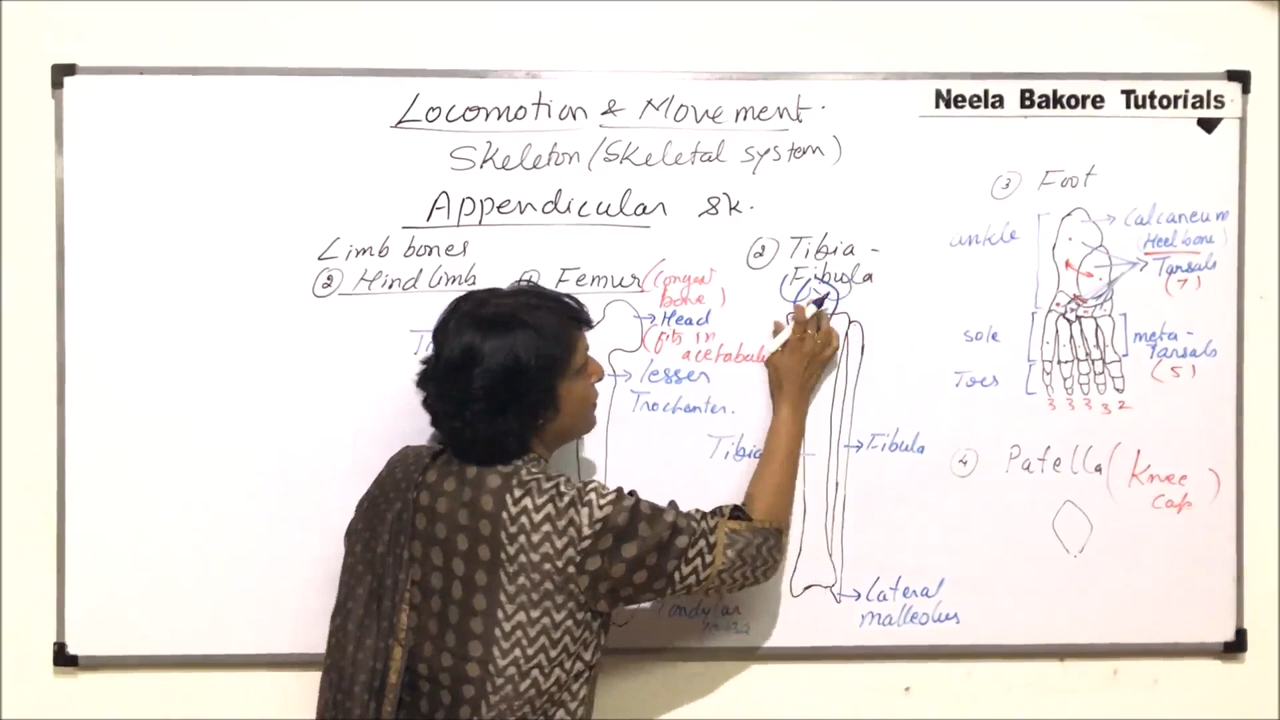 Neela Bakore Tutorials
Locomotion & Movement.
Skeleton (Skeletal system)
Appendicular sk.
Limb bones
② Hind limb
① Femur (longest
bone)
Head
(fits in
acetabul
lesser
Trochanter.
② Tibia -
Fibula
Tibia
Fibula
Lateral
malleolus
③ Foot
ankle
Calcaneum
(Heel bone)
Tarsals
(7)
sole
meta-
Tarsals
(5)
Toes
3 3 3 3 2
④ Patella (Knee
cap)